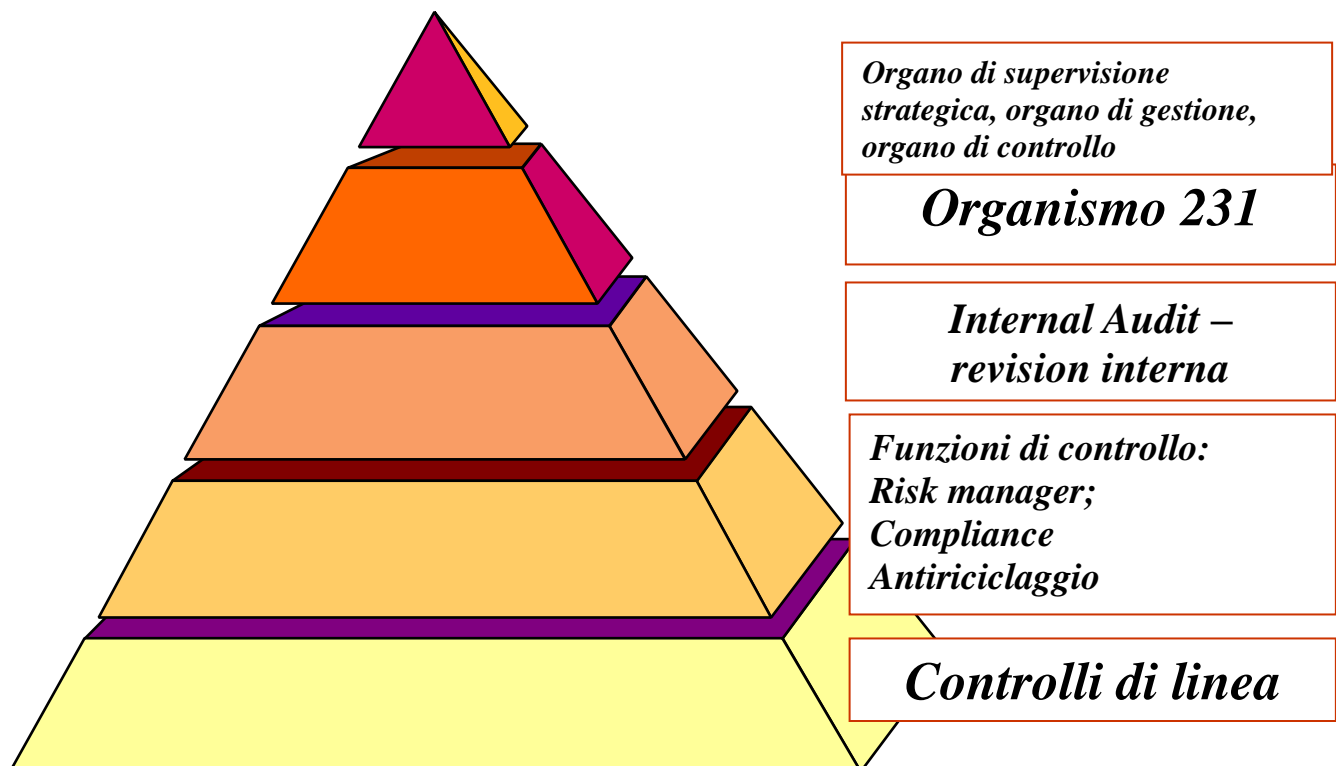 Organo di supervisione
strategica, organo di gestione,
organo di controllo
Organismo 231
Internal Audit –
revision interna
Funzioni di controllo:
Risk manager;
Compliance
Antiriciclaggio
Controlli di linea